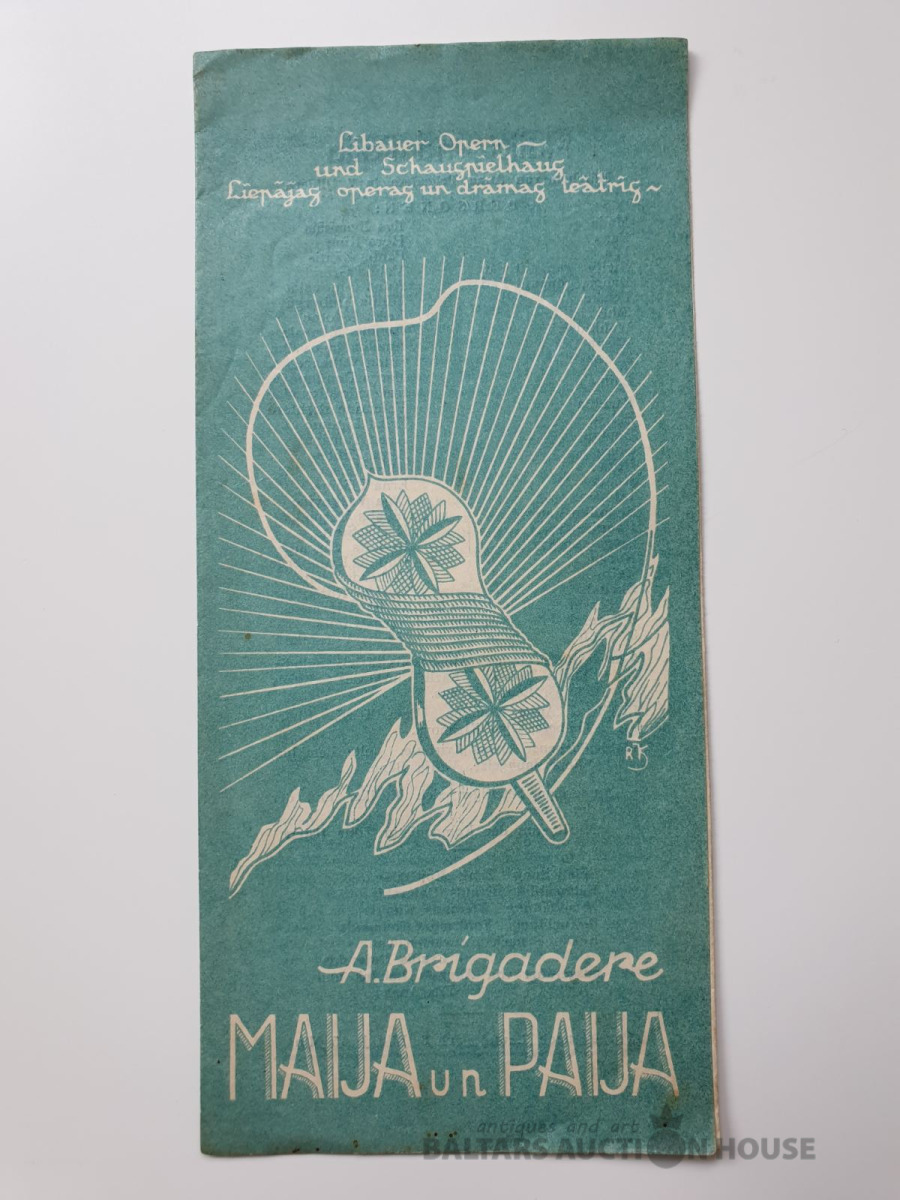 Libauer Opern ~
und Schauspielhaus
Liepājas operas un drāmas teātris ~
RK
A. Brigadere
MAIJA un PAIJA
antiques and art
BALTARS AUCTION HOUSE